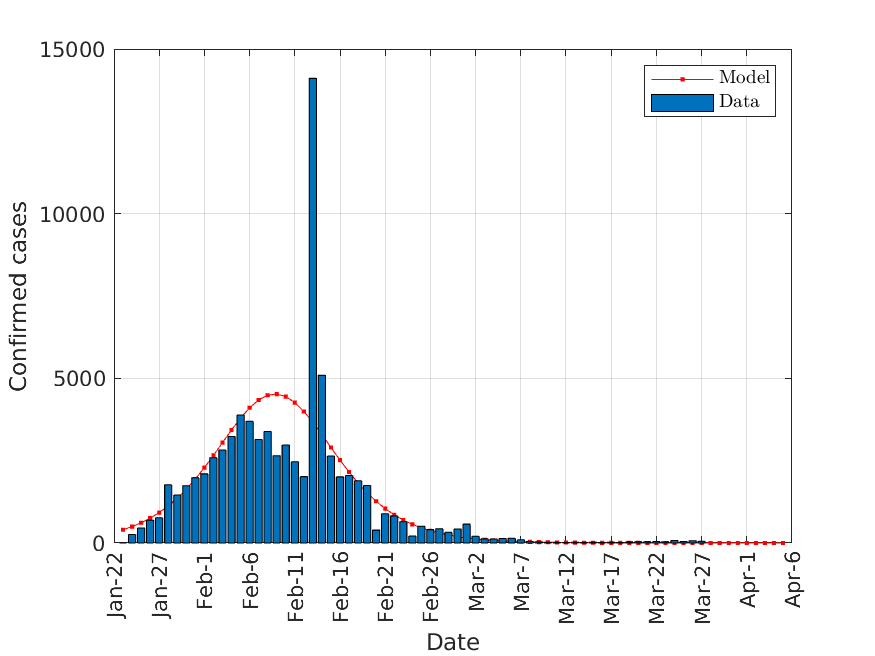 15000
10000
5000
0
Confirmed cases
Model
Data
Jan-22
Jan-27
Feb-1
Feb-6
Feb-11
Feb-16
Feb-21
Feb-26
Mar-2
Mar-7
Mar-12
Mar-17
Mar-22
Mar-27
Apr-1
Apr-6
Date